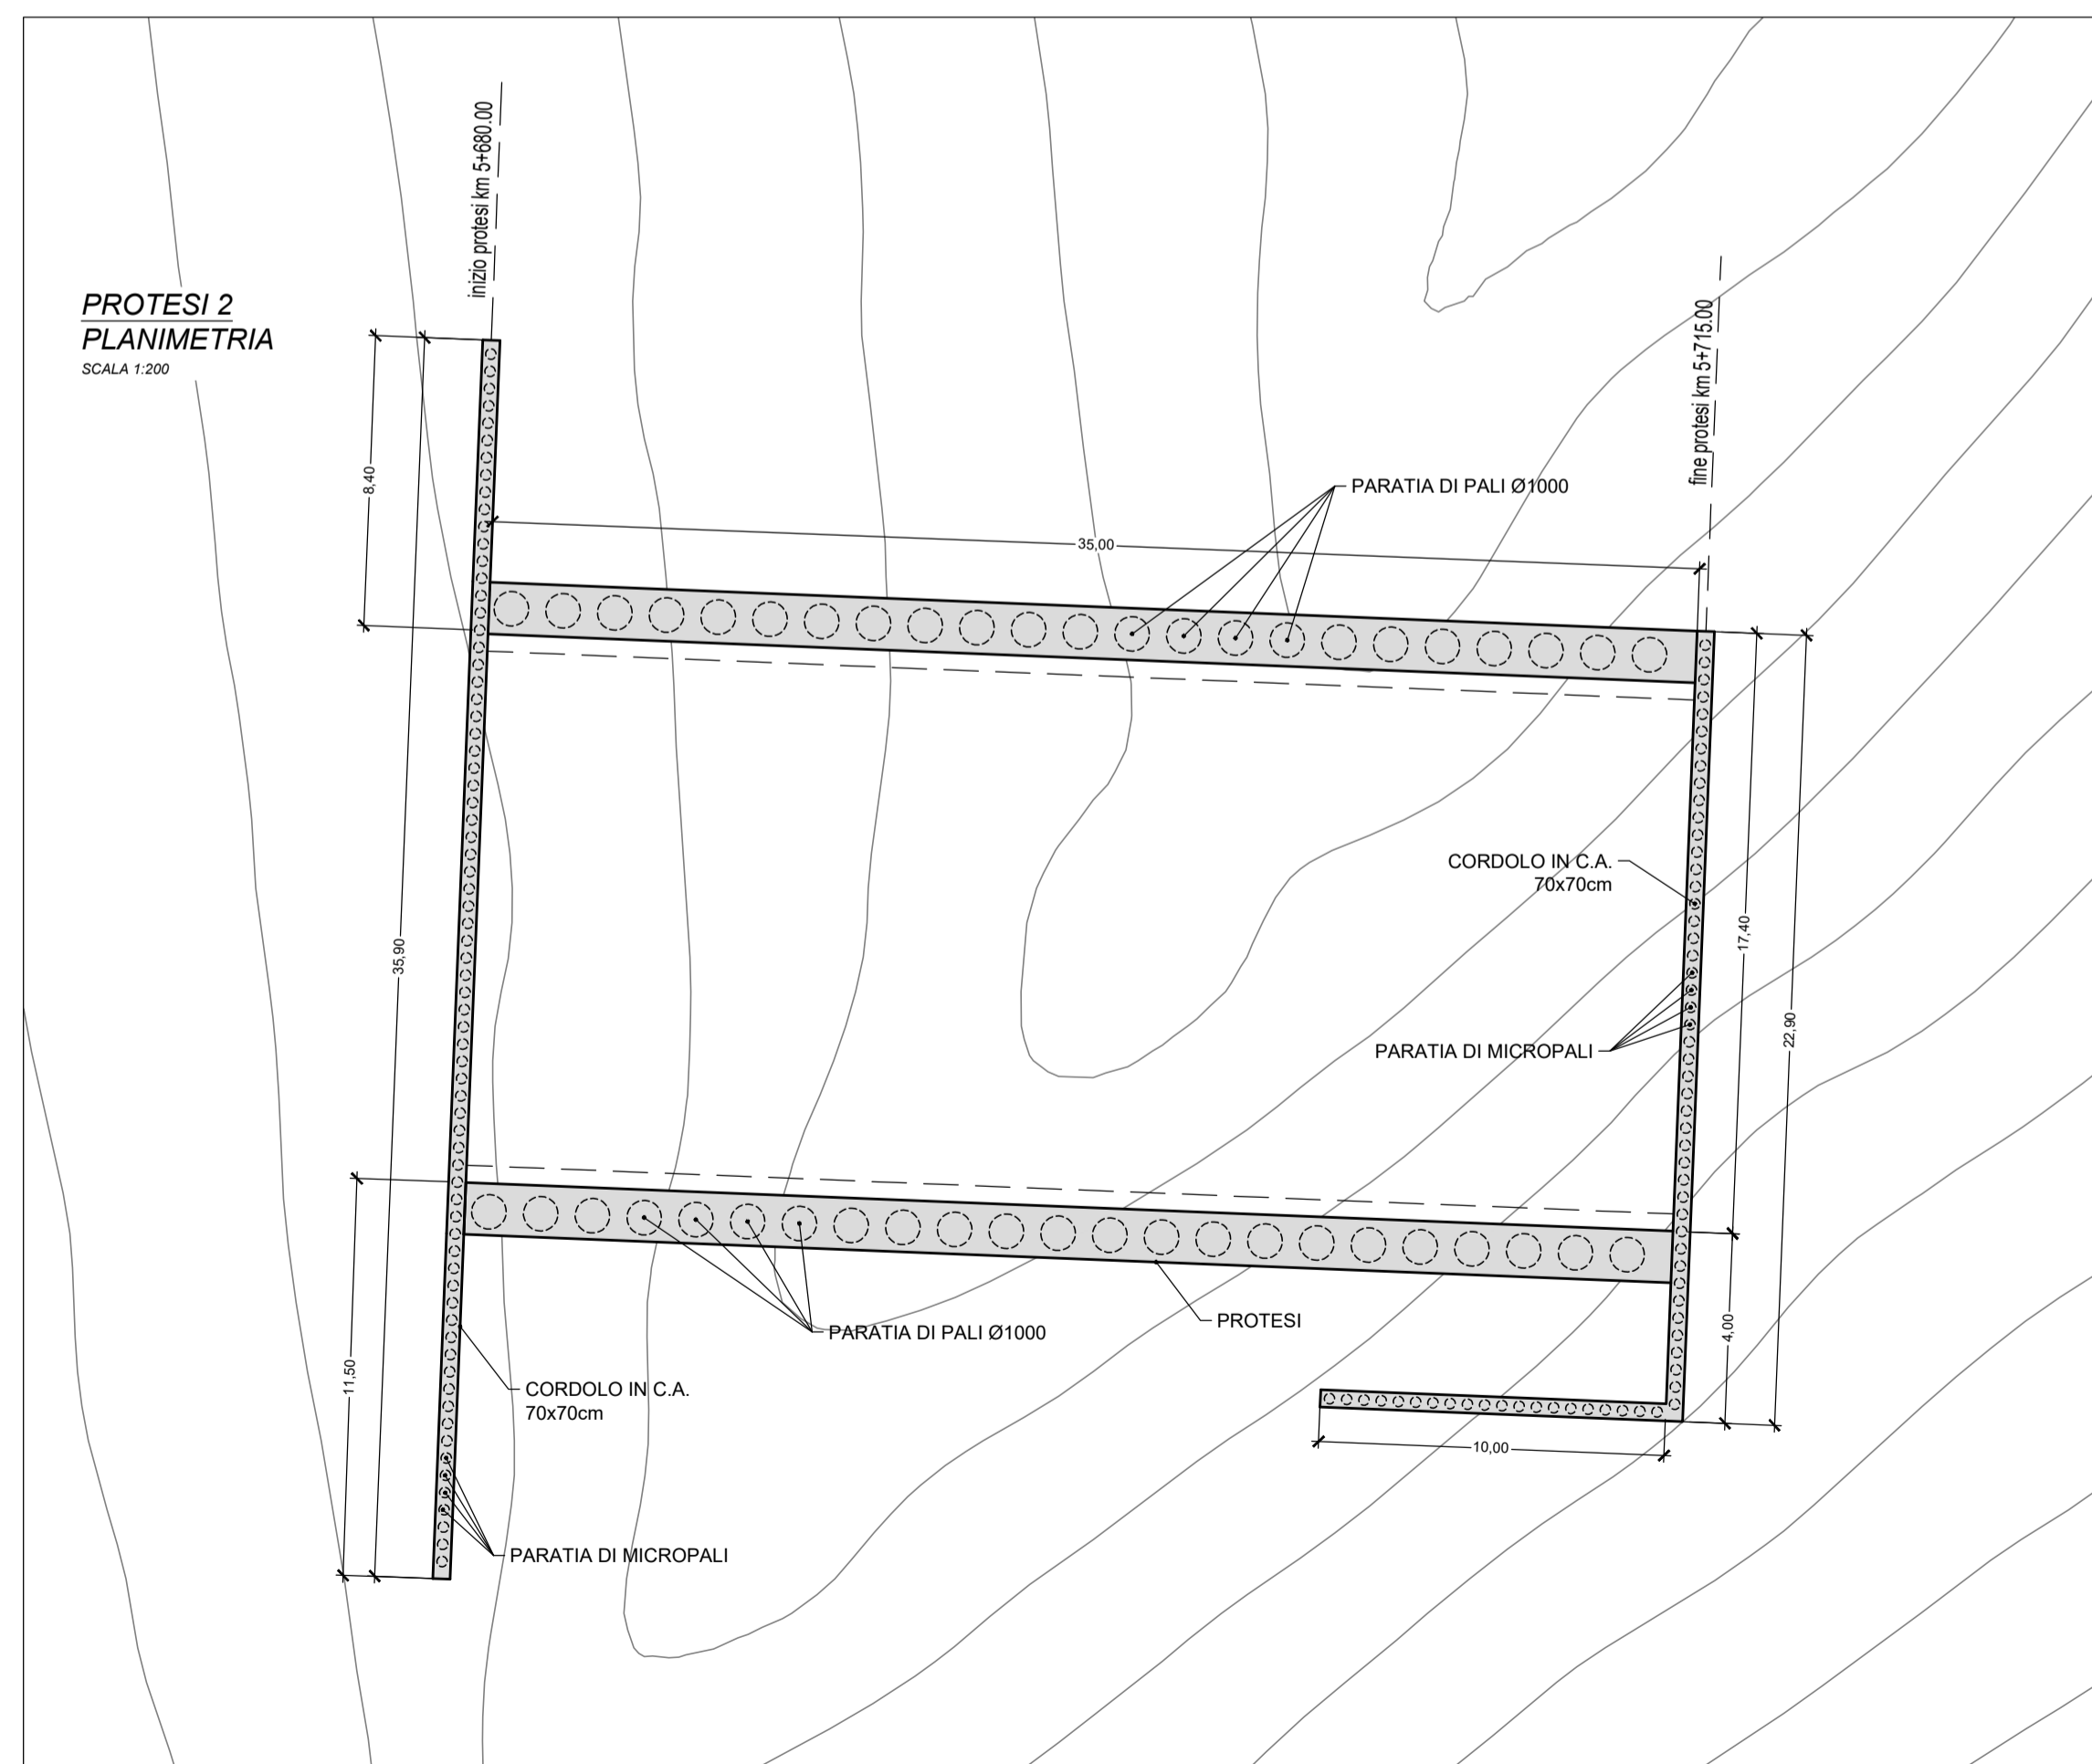 inizio protesi km 5+680.00
PROTESI 2
PLANIMETRIA
SCALA 1:200
fine protesi km 5+715.00
8,40
PARATIA DI PALI Ø1000
35,00
CORDOLO IN C.A.
70x70cm
17,40
35,90
22,90
PARATIA DI MICROPALI
PROTESI
4,00
PARATIA DI PALI Ø1000
11,50
CORDOLO IN C.A.
70x70cm
10,00
PARATIA DI MICROPALI